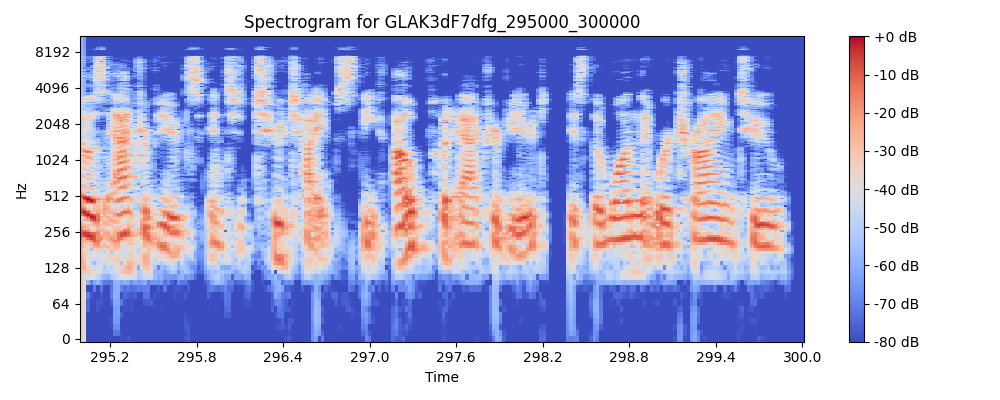 Spectrogram for GLAK3dF7dfg_295000_300000
Hz
8192
4096
2048
1024
512
256
128
64
0
295.2 295.8 296.4 297.0 297.6 298.2 298.8 299.4 300.0
Time
+0 dB
-10 dB
-20 dB
-30 dB
-40 dB
-50 dB
-60 dB
-70 dB
-80 dB